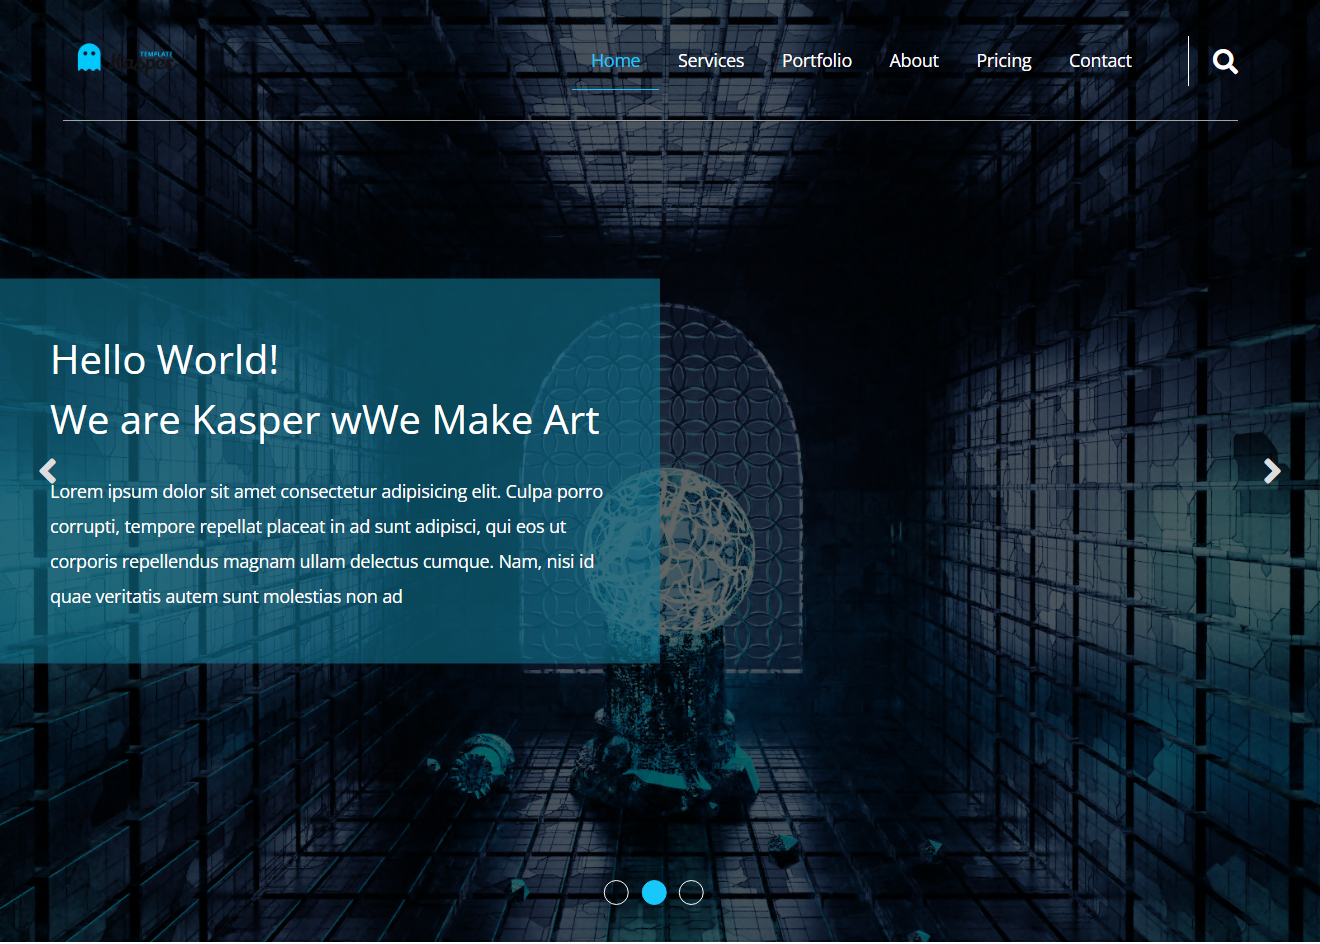 TEMPLATE
Kasper
Home Services Portfolio About Pricing Contact
Hello World!
We are Kasper wWe Make Art
Lorem ipsum dolor sit amet consectetur adipisicing elit. Culpa porro
corrupti, tempore repellat placeat in ad sunt adipisci, qui eos ut
corporis repellendus magnam ullam delectus cumque. Nam, nisi id
quae veritatis autem sunt molestias non ad